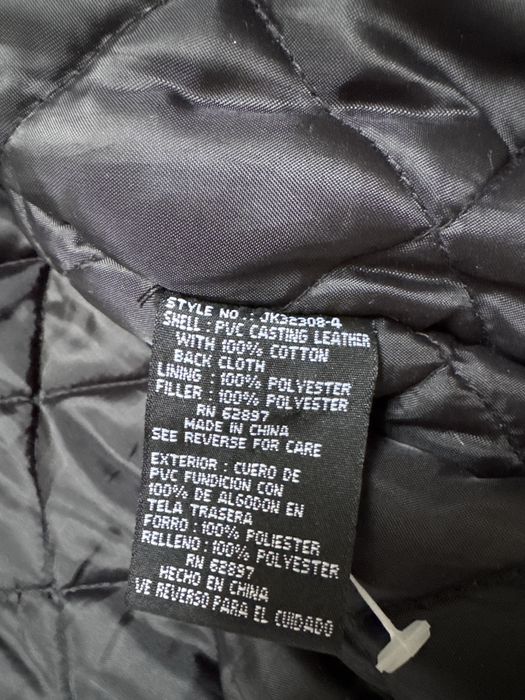 STYLE NO.: JK32308-4
SHELL : PVC CASTING LEATHER
WITH 100% COTTON
BACK CLOTH
LINING : 100% POLYESTER
FILLER : 100% POLYESTER
RN 62897
MADE IN CHINA
SEE REVERSE FOR CARE
EXTERIOR : CUERO DE
PVC FUNDICION CON
100% DE ALGODON EN
TELA TRASERA
FORRO : 100% POLIESTER
RELLENO : 100% POLIESTER
RN 62897
HECHO EN CHINA
VE REVERSO PARA EL CUIDADO